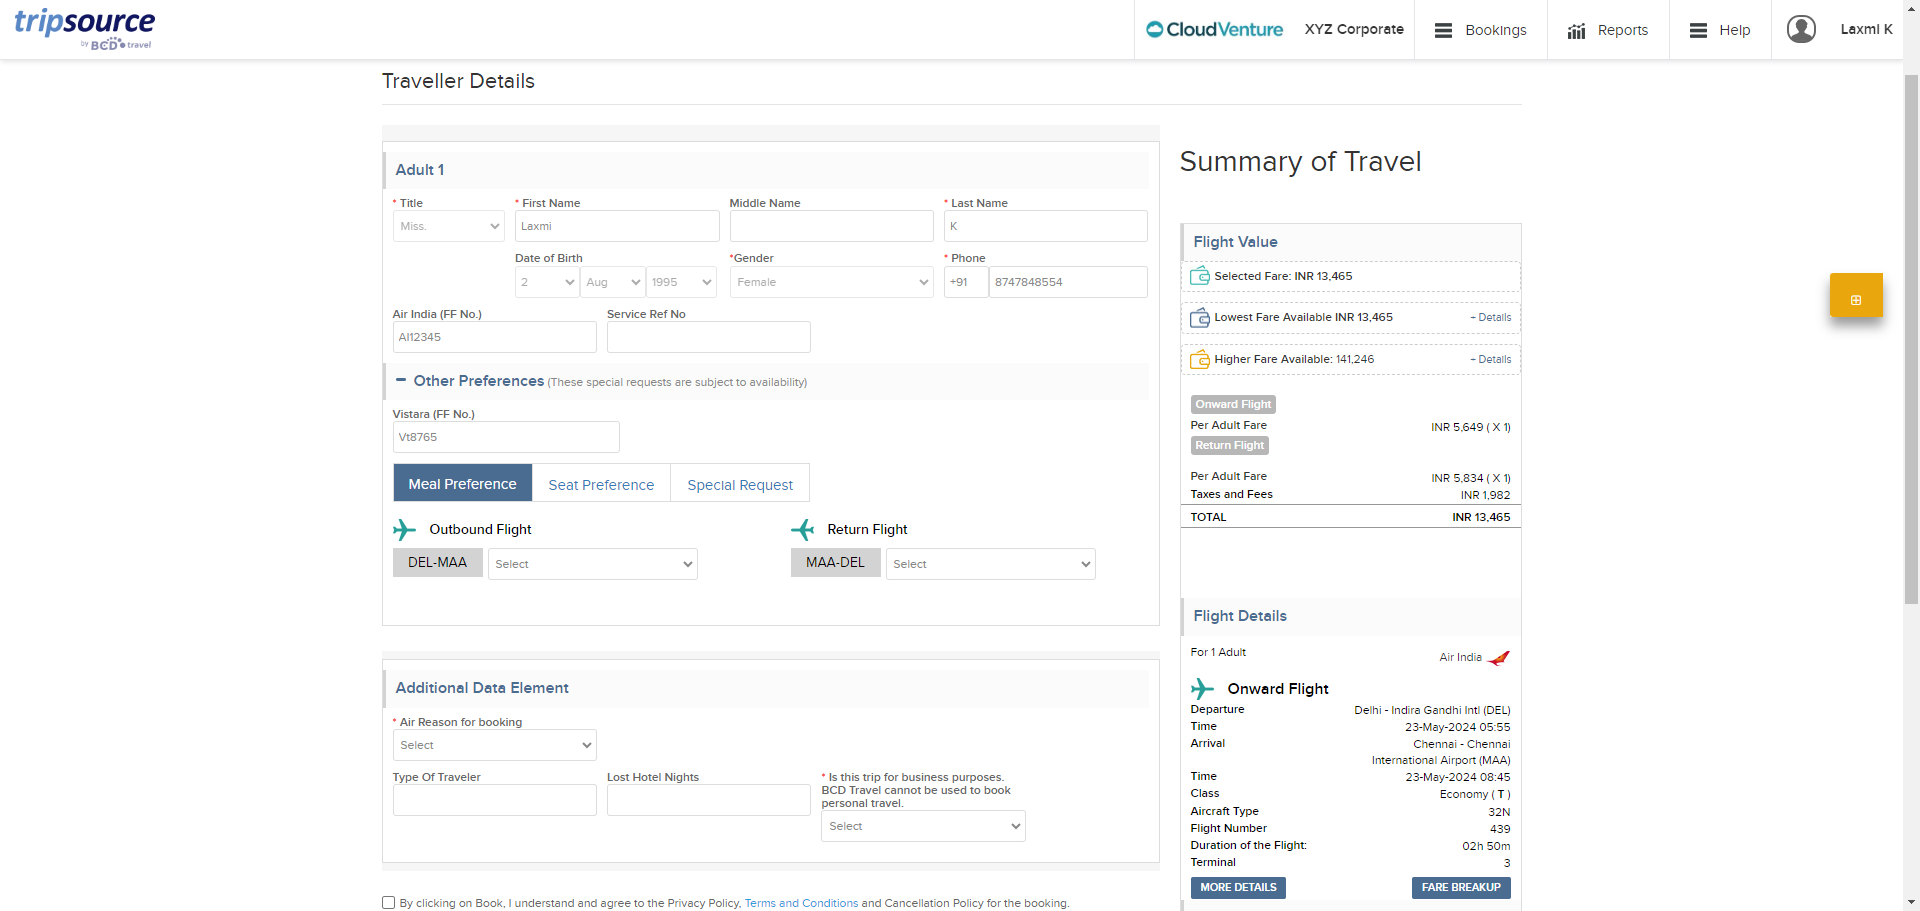 tripsource
by BCD travel
CloudVenture
XYZ Corporate
Bookings
Reports
Help
Laxmi K
Traveller Details
Adult 1
* Title
* First Name
Middle Name
* Last Name
Miss.
Laxmi
K
Date of Birth
*Gender
* Phone
2
Aug
1995
Female
+91
8747848554
Air India (FF No.)
Service Ref No
AI12345
− Other Preferences (These special requests are subject to availability)
Vistara (FF No.)
Vt8765
Meal Preference
Seat Preference
Special Request
Outbound Flight
Return Flight
DEL-MAA
Select
MAA-DEL
Select
Additional Data Element
* Air Reason for booking
Select
Type Of Traveler
Lost Hotel Nights
* Is this trip for business purposes.
BCD Travel cannot be used to book
personal travel.
Select
By clicking on Book, I understand and agree to the Privacy Policy, Terms and Conditions and Cancellation Policy for the booking.
Summary of Travel
Flight Value
Selected Fare: INR 13,465
Lowest Fare Available INR 13,465
+ Details
Higher Fare Available: 141,246
+ Details
Onward Flight
Per Adult Fare
INR 5,649 ( X 1)
Return Flight
Per Adult Fare
INR 5,834 ( X 1)
Taxes and Fees
INR 1,982
TOTAL
INR 13,465
Flight Details
For 1 Adult
Air India
Onward Flight
Departure
Delhi - Indira Gandhi Intl (DEL)
Time
23-May-2024 05:55
Arrival
Chennai - Chennai
International Airport (MAA)
Time
23-May-2024 08:45
Class
Economy ( T )
Aircraft Type
32N
Flight Number
439
Duration of the Flight:
02h 50m
Terminal
3
MORE DETAILS
FARE BREAKUP